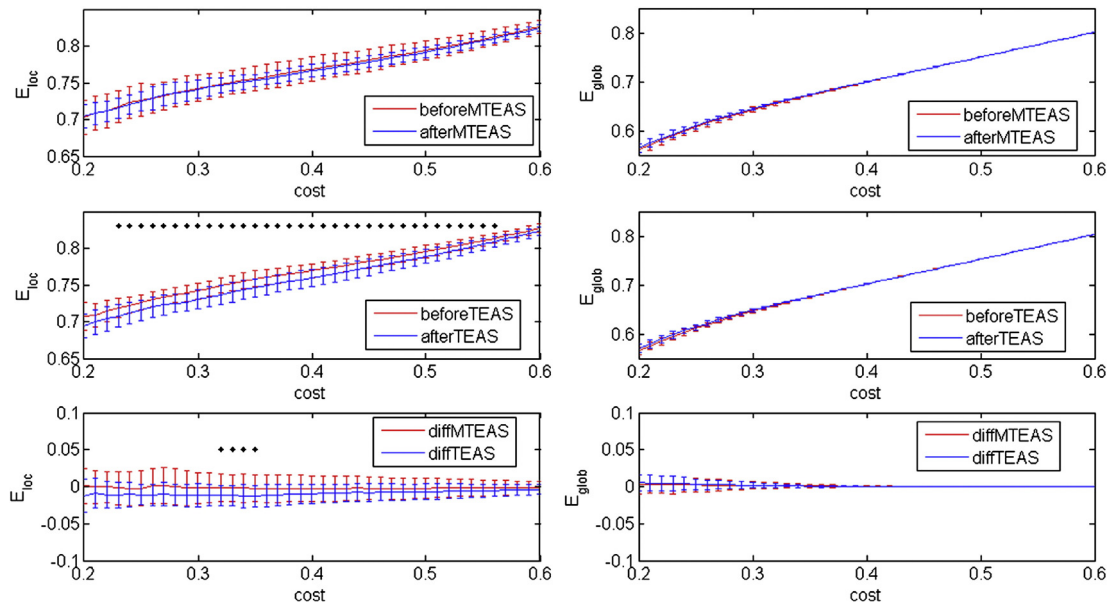 0.8
0.75
0.7
0.65
E_loc
beforeMTEAS
afterMTEAS
0.2 0.3 0.4 0.5 0.6
cost
0.8
0.7
0.6
E_glob
beforeMTEAS
afterMTEAS
0.2 0.3 0.4 0.5 0.6
cost
0.8
0.75
0.7
0.65
E_loc
beforeTEAS
afterTEAS
0.2 0.3 0.4 0.5 0.6
cost
0.8
0.7
0.6
E_glob
beforeTEAS
afterTEAS
0.2 0.3 0.4 0.5 0.6
cost
0.1
0.05
0
-0.05
-0.1
E_loc
diffMTEAS
diffTEAS
0.2 0.3 0.4 0.5 0.6
cost
0.1
0.05
0
-0.05
-0.1
E_glob
diffMTEAS
diffTEAS
0.2 0.3 0.4 0.5 0.6
cost